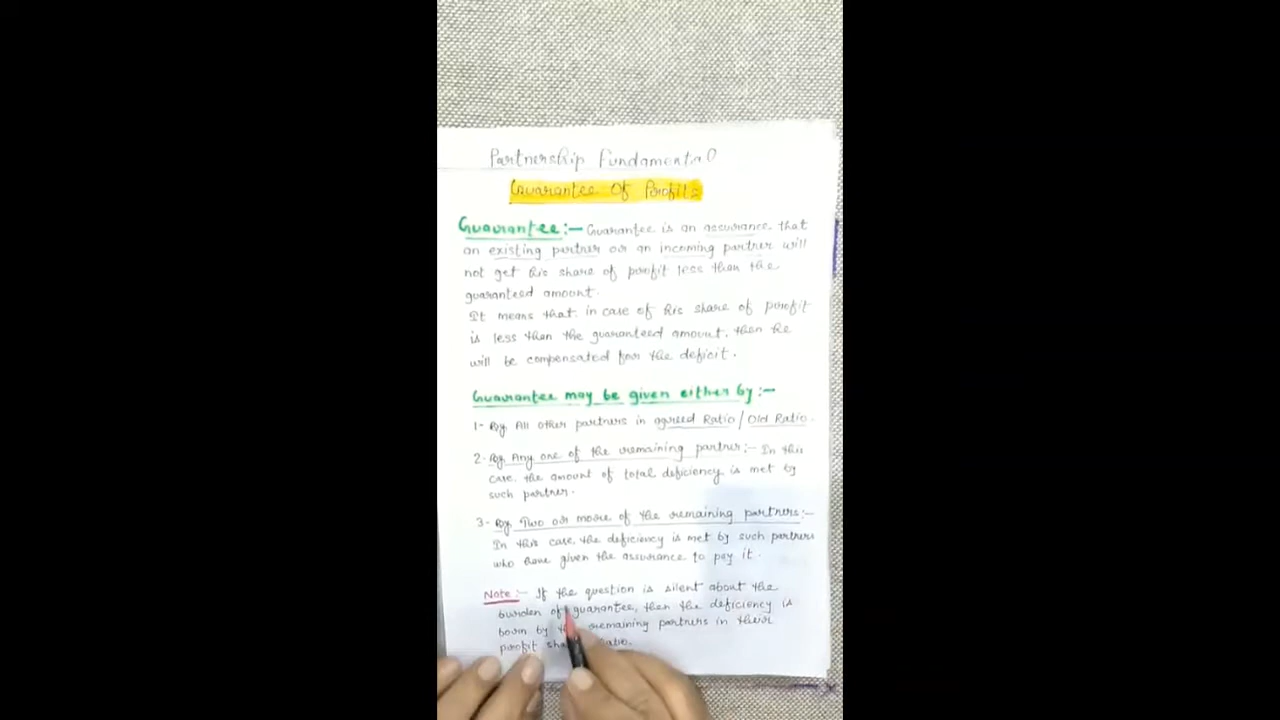 Partnership Fundamental
Guarantee Of Profit:
Guarantee:- Guarantee is an assurance that
an existing partner or an incoming partner will
not get his share of profit less than the
guaranteed amount.
It means that, in case of his share of profit
is less than the guaranteed amount. then he
will be compensated for the deficit.
Guarantee may be given either by:-
1- By All other partners in agreed Ratio / Old Ratio.
2- By Any one of the remaining partner:- In this
case, the amount of total deficiency is met by
such partner.
3- By Two or more of the remaining partners:-
In this case, the deficiency is met by such partners
who have given the assurance to pay it.
Note:- If the question is silent about the
burden of guarantee, then the deficiency is
born by the remaining partners in their
profit